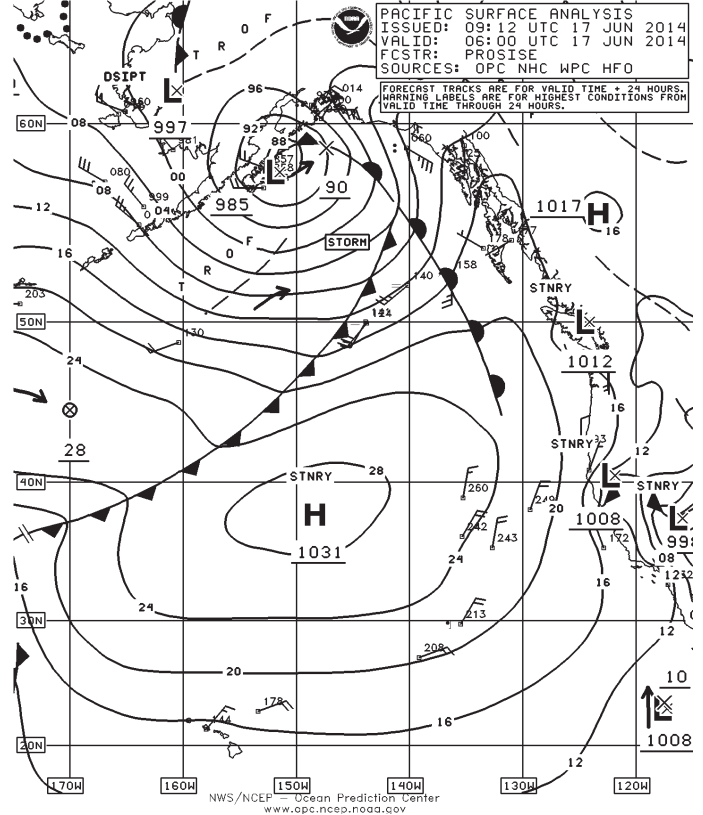 PACIFIC SURFACE ANALYSIS
ISSUED: 09:12 UTC 17 JUN 2014
VALID: 06:00 UTC 17 JUN 2014
FCSTR: PROSISE
SOURCES: OPC NHC WPC HFO
FORECAST TRACKS ARE FOR VALID TIME + 24 HOURS.
WARNING LABELS ARE FOR HIGHEST CONDITIONS FROM
VALID TIME THROUGH 24 HOURS.
NOAA
T R O F
DSIPT
L
997
96
014
92
88
60N
08
060
100
L
985
90
080
00
08
999
04
12
1017 H
16
F
O
R
T
STORM
178
16
158
140
STNRY
203
50N
130
L
1012
24
16
28
STNRY
12
STNRY
28
40N
H
1031
260
L
STNRY
20
242
243
1008
L
172
24
08
16
16
12
24
30N
213
12
208
20
10
178
16
L
1008
20N
12
170W 160W 150W 140W 130W 120W
NWS/NCEP – Ocean Prediction Center
www.opc.ncep.noaa.gov